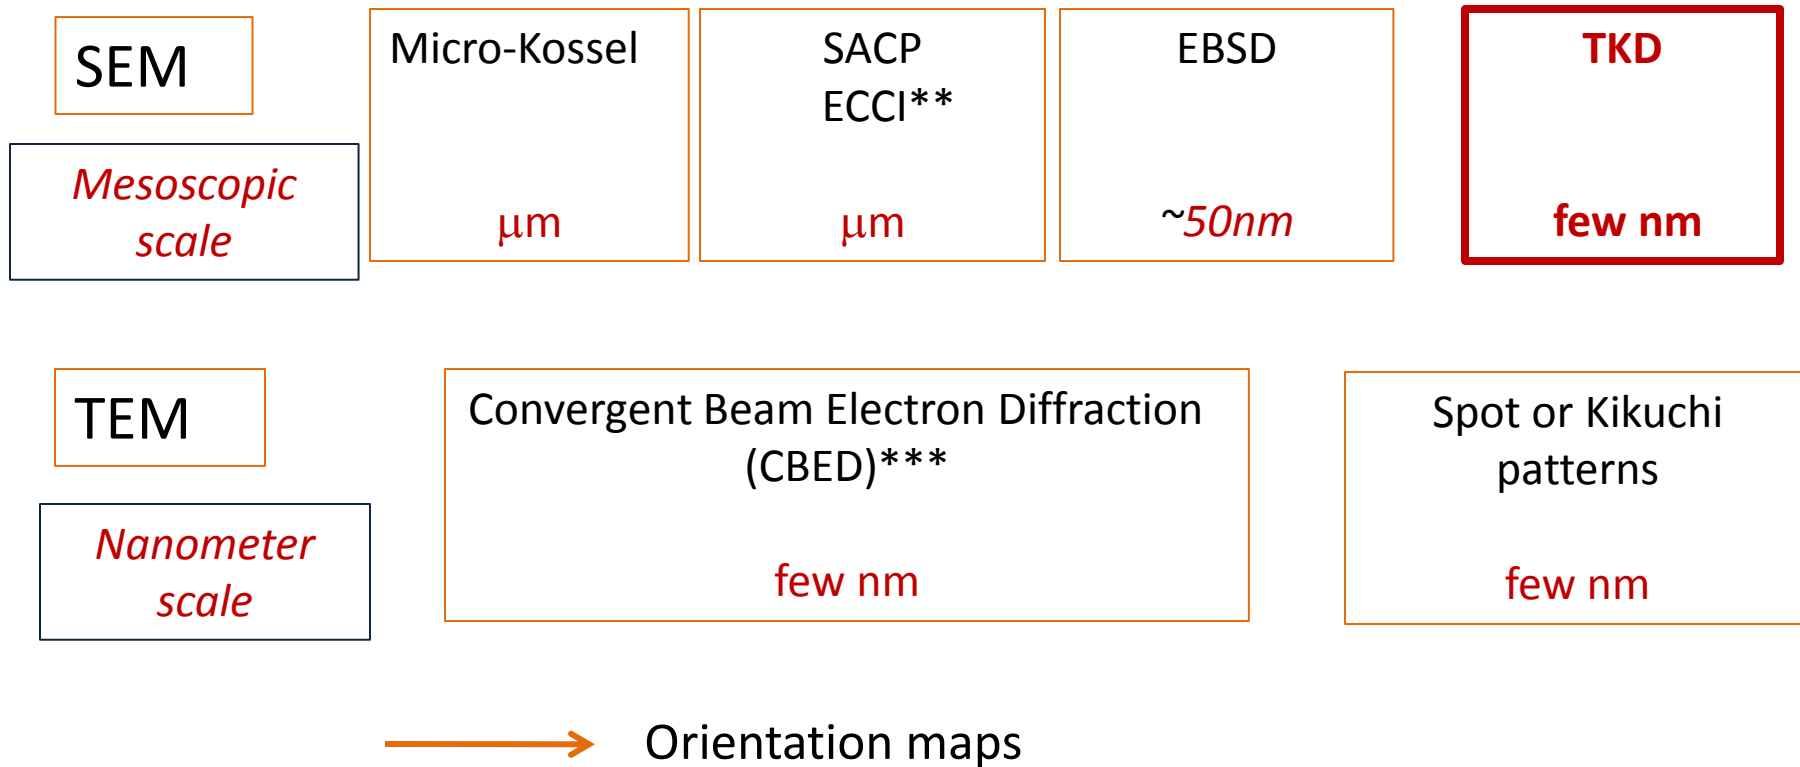 SEM
Mesoscopic
scale
Micro-Kossel
μm
SACP
ECCI**
μm
EBSD
~50nm
TKD
few nm
TEM
Nanometer
scale
Convergent Beam Electron Diffraction
(CBED)***
few nm
Spot or Kikuchi
patterns
few nm
Orientation maps